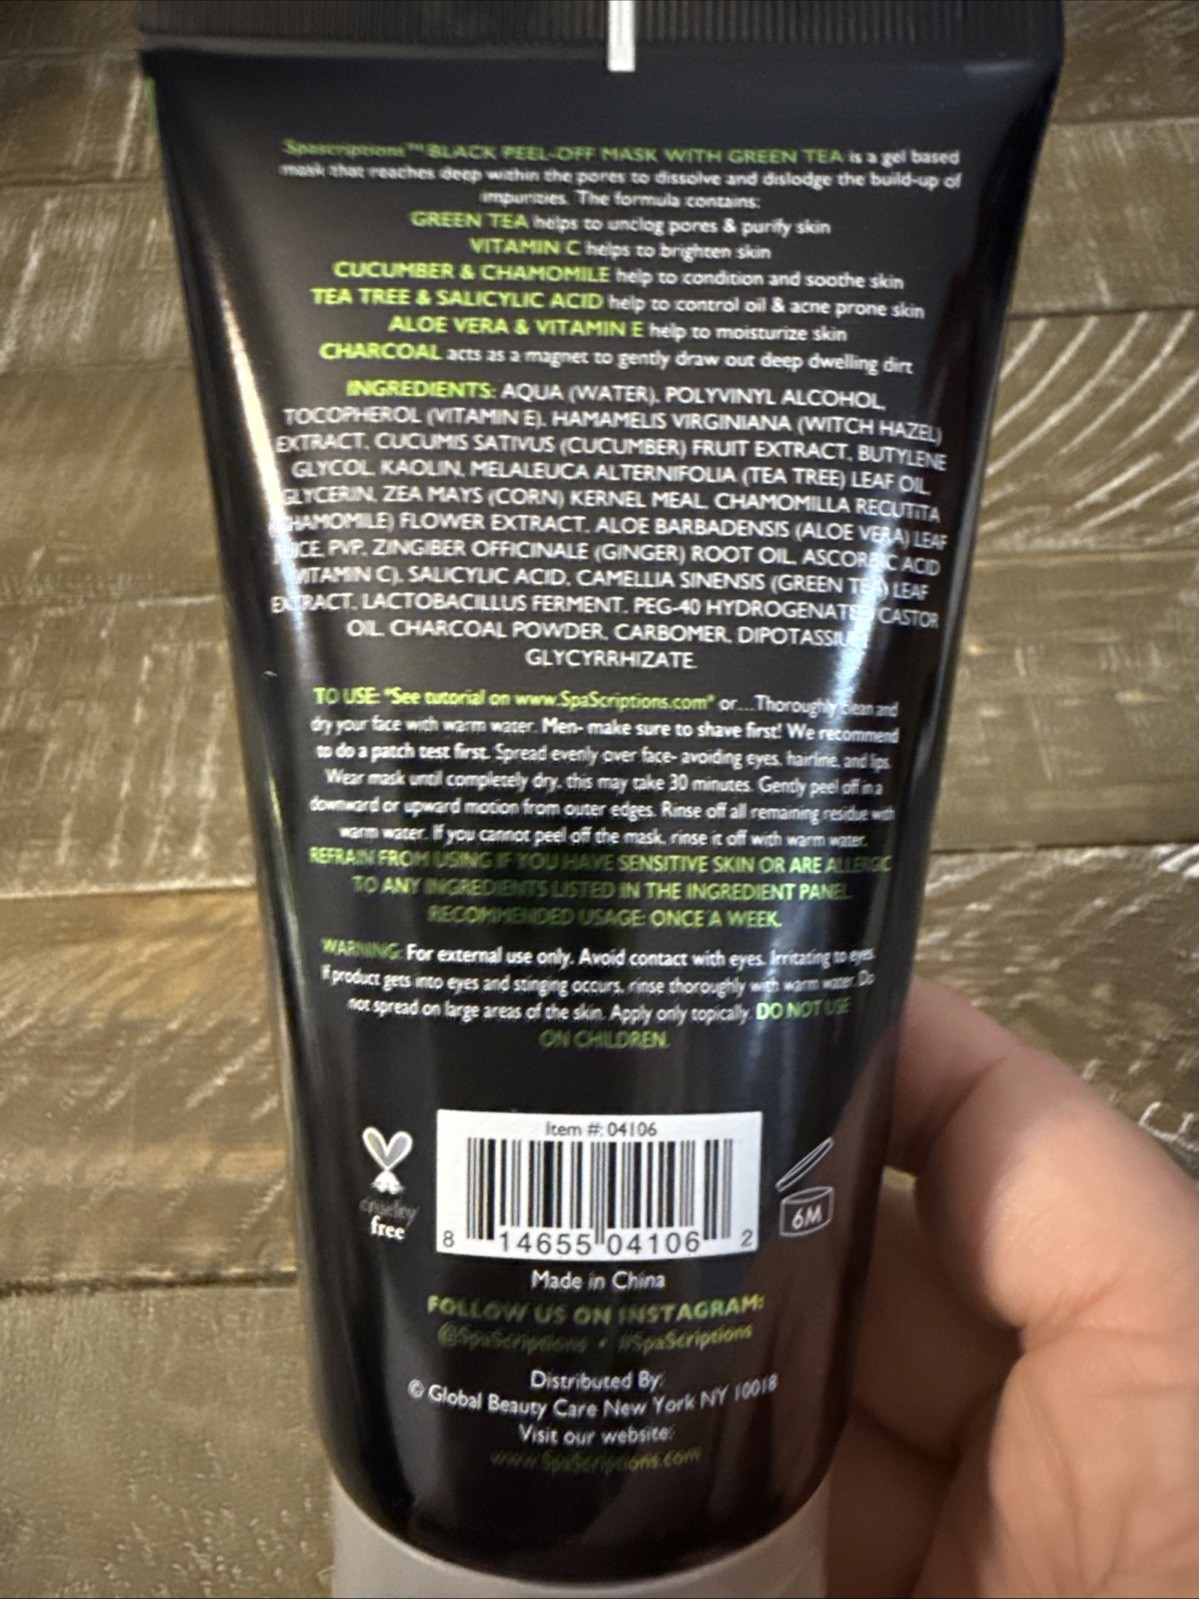 Spascriptions™ BLACK PEEL-OFF MASK WITH GREEN TEA is a gel based
mask that reaches deep within the pores to dissolve and dislodge the build-up of
impurities. The formula contains:
GREEN TEA helps to unclog pores & purify skin
VITAMIN C helps to brighten skin
CUCUMBER & CHAMOMILE help to condition and soothe skin
TEA TREE & SALICYLIC ACID help to control oil & acne prone skin
ALOE VERA & VITAMIN E help to moisturize skin
CHARCOAL acts as a magnet to gently draw out deep dwelling dirt
INGREDIENTS: AQUA (WATER), POLYVINYL ALCOHOL,
TOCOPHEROL (VITAMIN E), HAMAMELIS VIRGINIANA (WITCH HAZEL)
EXTRACT, CUCUMIS SATIVUS (CUCUMBER) FRUIT EXTRACT, BUTYLENE
GLYCOL, KAOLIN, MELALEUCA ALTERNIFOLIA (TEA TREE) LEAF OIL,
GLYCERIN, ZEA MAYS (CORN) KERNEL MEAL, CHAMOMILLA RECUTITA
(CHAMOMILE) FLOWER EXTRACT, ALOE BARBADENSIS (ALOE VERA) LEAF
JUICE, PVP, ZINGIBER OFFICINALE (GINGER) ROOT OIL, ASCORBIC ACID
(VITAMIN C), SALICYLIC ACID, CAMELLIA SINENSIS (GREEN TEA) LEAF
EXTRACT, LACTOBACILLUS FERMENT, PEG-40 HYDROGENATED CASTOR
OIL, CHARCOAL POWDER, CARBOMER, DIPOTASSIUM
GLYCYRRHIZATE.
TO USE: *See tutorial on www.SpaScriptions.com* or...Thoroughly clean and
dry your face with warm water. Men- make sure to shave first! We recommend
to do a patch test first. Spread evenly over face- avoiding eyes, hairline, and lips.
Wear mask until completely dry, this may take 30 minutes. Gently peel off in a
downward or upward motion from outer edges. Rinse off all remaining residue with
warm water. If you cannot peel off the mask, rinse it off with warm water.
REFRAIN FROM USING IF YOU HAVE SENSITIVE SKIN OR ARE ALLERGIC
TO ANY INGREDIENTS LISTED IN THE INGREDIENT PANEL.
RECOMMENDED USAGE: ONCE A WEEK.
WARNING: For external use only. Avoid contact with eyes. Irritating to eyes.
If product gets into eyes and stinging occurs, rinse thoroughly with warm water. Do
not spread on large areas of the skin. Apply only topically. DO NOT USE
ON CHILDREN.
Item #: 04106
cruelty
free
8 14655 04106 2
6M
Made in China
FOLLOW US ON INSTAGRAM:
@SpaScriptions • #SpaScriptions
Distributed By:
© Global Beauty Care New York NY 10018
Visit our website:
www.SpaScriptions.com